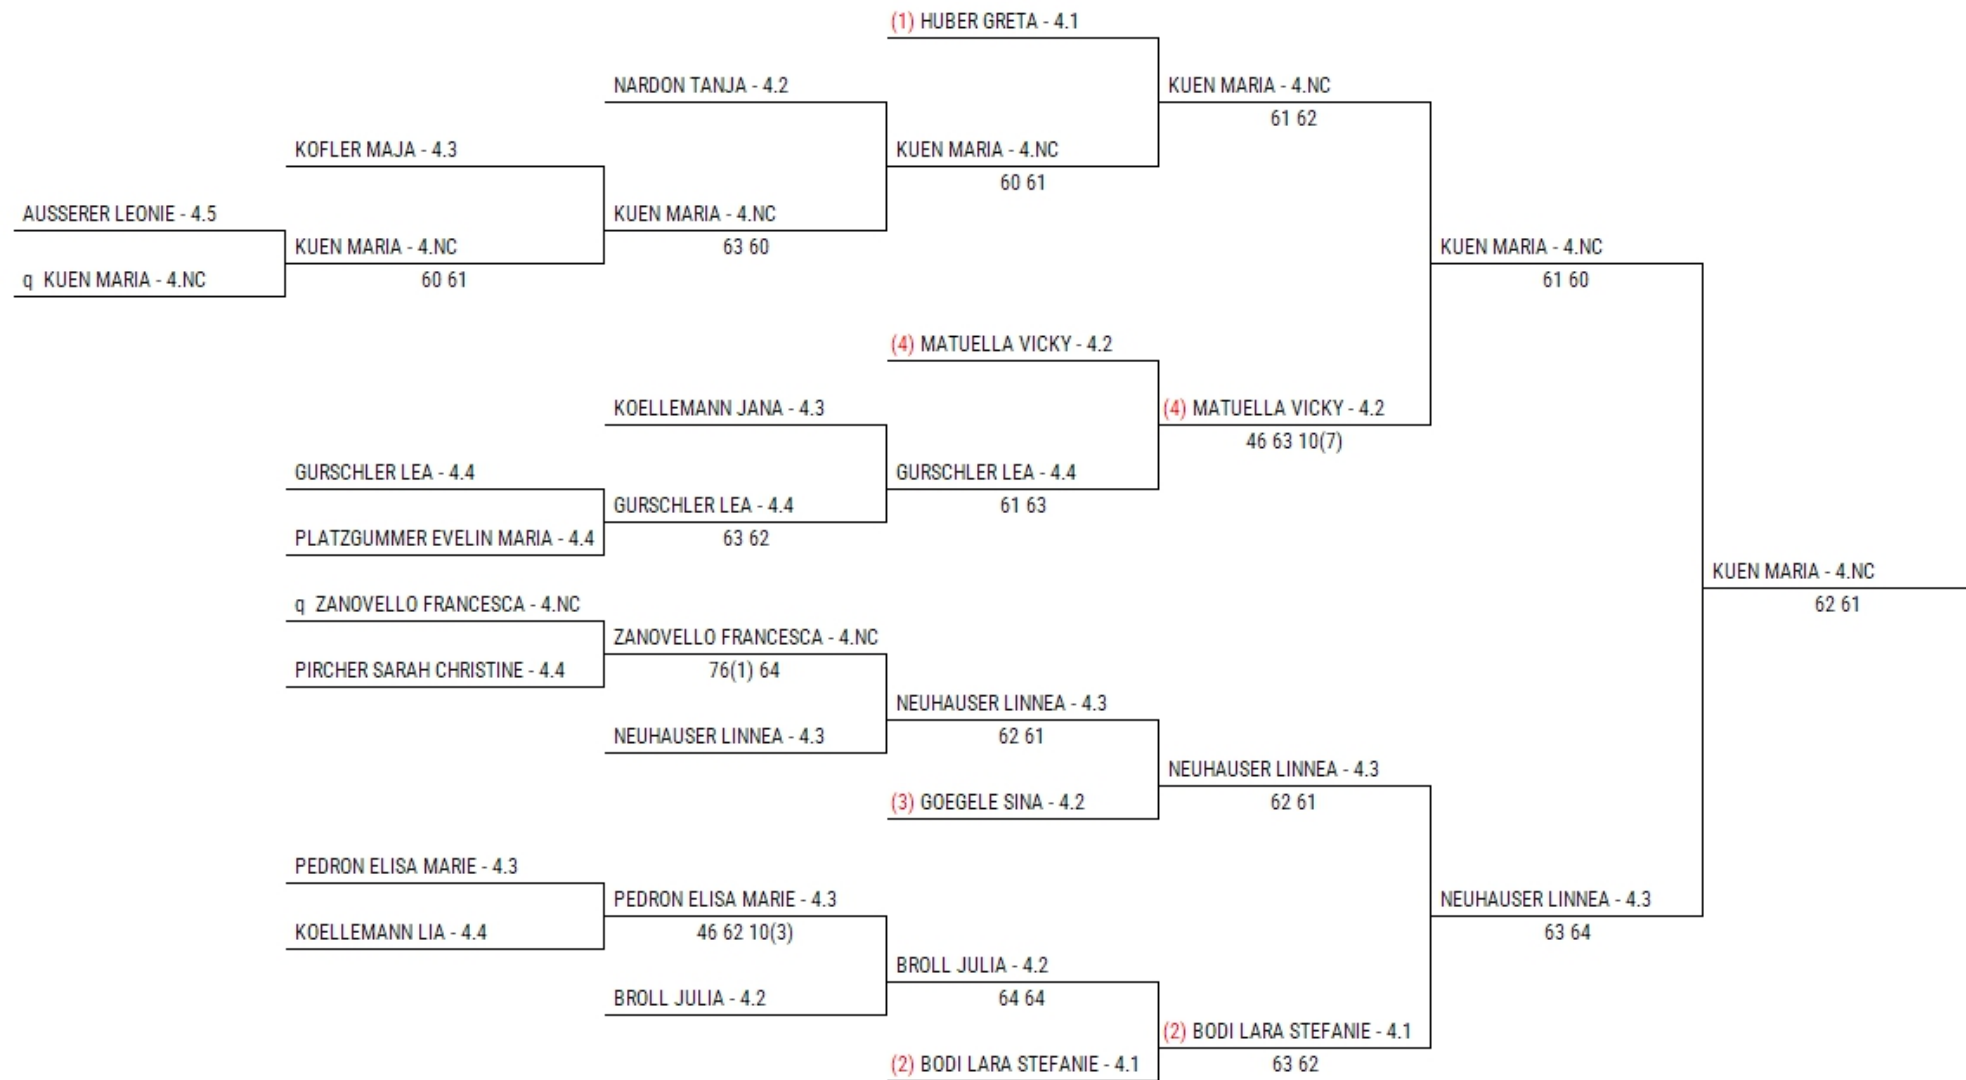 (1) HUBER GRETA - 4.1
NARDON TANJA - 4.2
KUEN MARIA - 4.NC
61 62
KOFLER MAJA - 4.3
KUEN MARIA - 4.NC
60 61
AUSSERER LEONIE - 4.5
KUEN MARIA - 4.NC
63 60
KUEN MARIA - 4.NC
60 61
q KUEN MARIA - 4.NC
KUEN MARIA - 4.NC
61 60
(4) MATUELLA VICKY - 4.2
KOELLEMANN JANA - 4.3
(4) MATUELLA VICKY - 4.2
46 63 10(7)
GURSCHLER LEA - 4.4
GURSCHLER LEA - 4.4
61 63
GURSCHLER LEA - 4.4
63 62
PLATZGUMMER EVELIN MARIA - 4.4
KUEN MARIA - 4.NC
62 61
q ZANOVELLO FRANCESCA - 4.NC
ZANOVELLO FRANCESCA - 4.NC
76(1) 64
PIRCHER SARAH CHRISTINE - 4.4
NEUHAUSER LINNEA - 4.3
62 61
NEUHAUSER LINNEA - 4.3
NEUHAUSER LINNEA - 4.3
62 61
(3) GOEGELE SINA - 4.2
PEDRON ELISA MARIE - 4.3
PEDRON ELISA MARIE - 4.3
46 62 10(3)
NEUHAUSER LINNEA - 4.3
63 64
KOELLEMANN LIA - 4.4
BROLL JULIA - 4.2
64 64
BROLL JULIA - 4.2
(2) BODI LARA STEFANIE - 4.1
63 62
(2) BODI LARA STEFANIE - 4.1